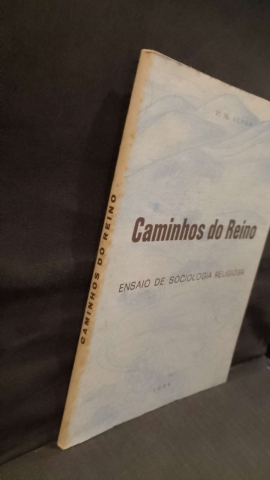 Caminhos do Reino
ENSAIO DE SOCIOLOGIA RELIGIOSA
CAMINHOS DO REINO